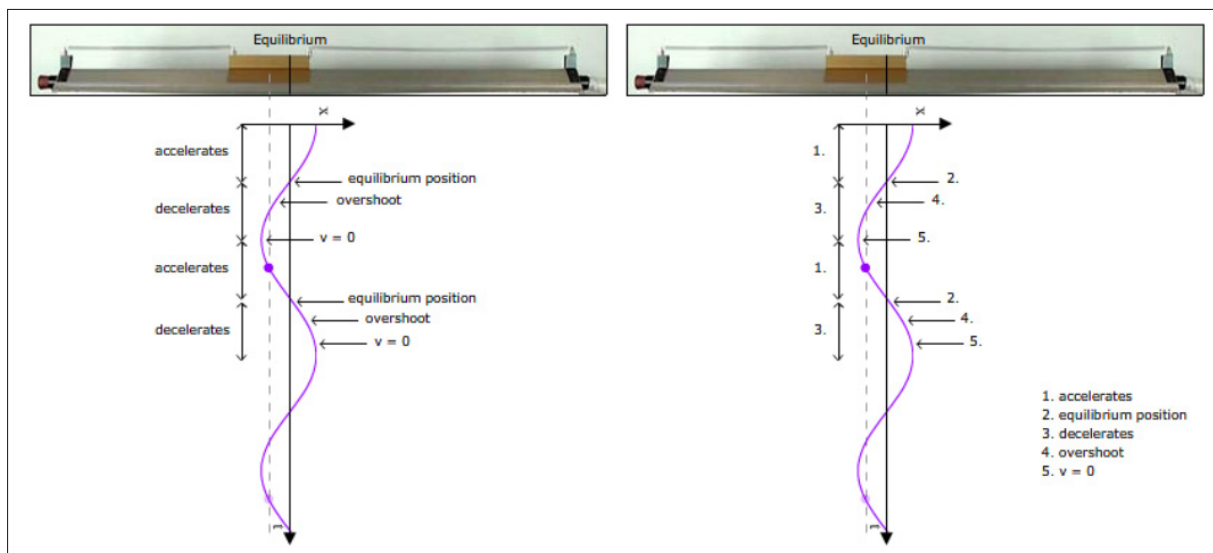 Equilibrium
x
accelerates
equilibrium position
decelerates
overshoot
v = 0
accelerates
equilibrium position
decelerates
overshoot
v = 0
Equilibrium
x
1.
2.
3.
4.
5.
1.
2.
3.
4.
5.
1. accelerates
2. equilibrium position
3. decelerates
4. overshoot
5. v = 0